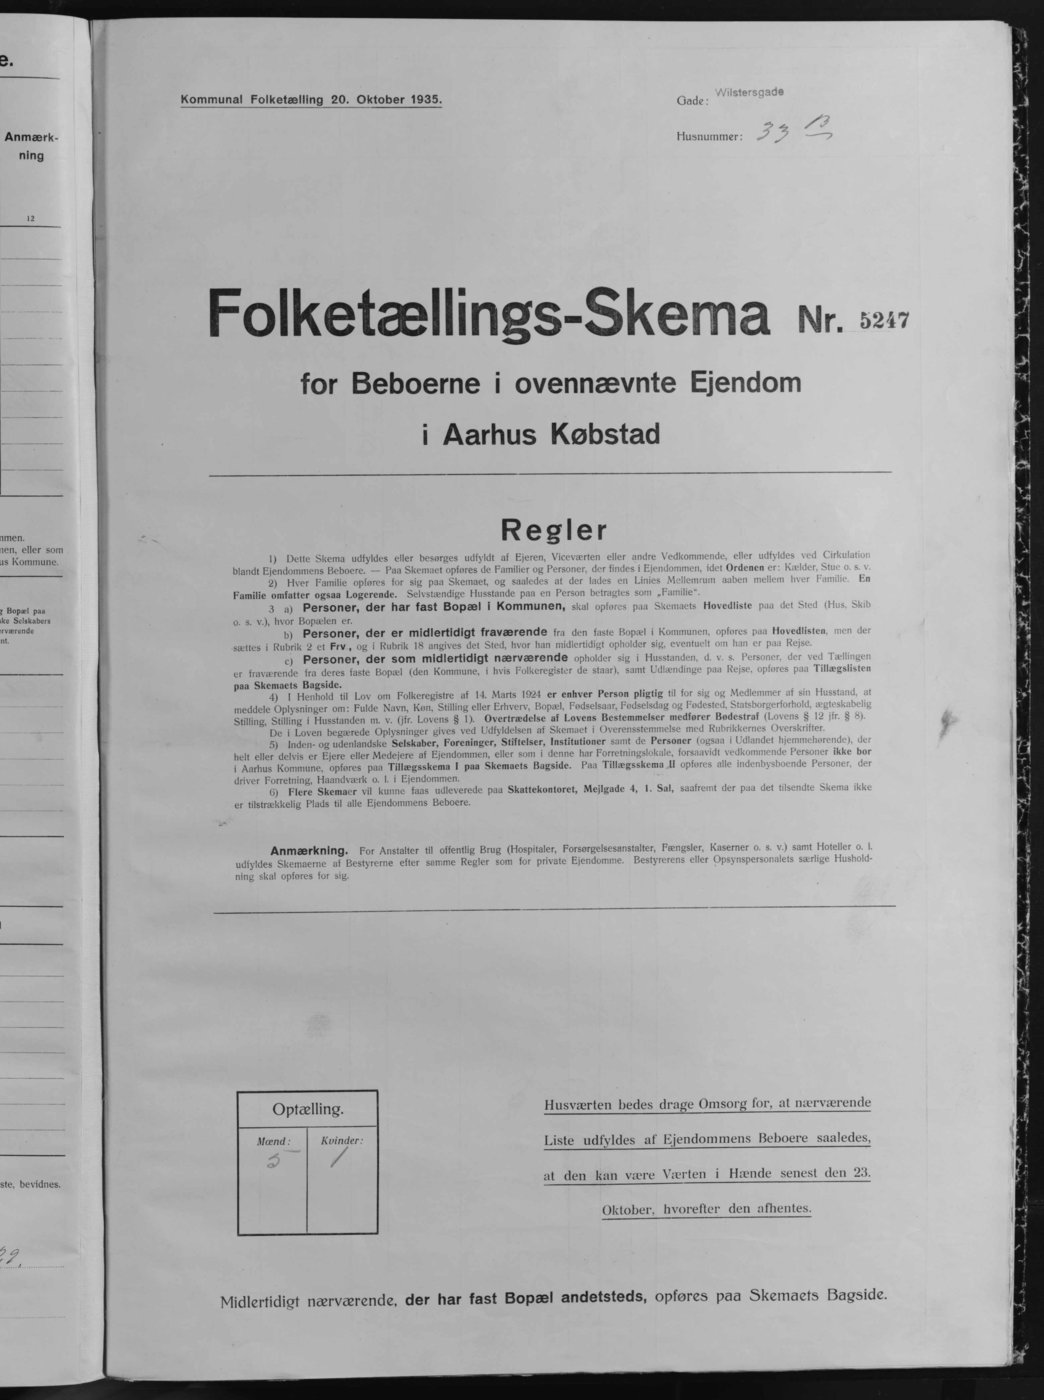 e.
Anmærk-
ning
12
mmen.
men, eller som
us Kommune.
g Bopæl paa
ske Selskabers
ærværende
nt.
ste, bevidnes.
29.
Kommunal Folketælling 20. Oktober 1935.
Gade: Wilstersgade
Husnummer: 33 B
Folketællings-Skema Nr. 5247
for Beboerne i ovennævnte Ejendom
i Aarhus Købstad
Regler
1) Dette Skema udfyldes eller besørges udfyldt af Ejeren, Viceværten eller andre Vedkommende, eller udfyldes ved Cirkulation
blandt Ejendommens Beboere. — Paa Skemaet opføres de Familier og Personer, der findes i Ejendommen, idet Ordenen er: Kælder, Stue o. s. v.
2) Hver Familie opføres for sig paa Skemaet, og saaledes at der lades en Linies Mellemrum aaben mellem hver Familie. En
Familie omfatter ogsaa Logerende. Selvstændige Husstande paa en Person betragtes som „Familie“.
3 a) Personer, der har fast Bopæl i Kommunen, skal opføres paa Skemaets Hovedliste paa det Sted (Hus, Skib
o. s. v.), hvor Bopælen er.
b) Personer, der er midlertidigt fraværende fra den faste Bopæl i Kommunen, opføres paa Hovedlisten, men der
sættes i Rubrik 2 et Frv., og i Rubrik 18 angives det Sted, hvor han midlertidigt opholder sig, eventuelt om han er paa Rejse.
c) Personer, der som midlertidigt nærværende opholder sig i Husstanden, d. v. s. Personer, der ved Tællingen
er fraværende fra deres faste Bopæl (den Kommune, i hvis Folkeregister de staar), samt Udlændinge paa Rejse, opføres paa Tillægslisten
paa Skemaets Bagside.
4) I Henhold til Lov om Folkeregistre af 14. Marts 1924 er enhver Person pligtig til for sig og Medlemmer af sin Husstand, at
meddele Oplysninger om: Fulde Navn, Køn, Stilling eller Erhverv, Bopæl, Fødselsaar, Fødselsdag og Fødested, Statsborgerforhold, ægteskabelig
Stilling, Stilling i Husstanden m. v. (jfr. Lovens § 1). Overtrædelse af Lovens Bestemmelser medfører Bødestraf (Lovens § 12 jfr. § 8).
De i Loven begærede Oplysninger gives ved Udfyldelsen af Skemaet i Overensstemmelse med Rubrikkernes Overskrifter.
5) Inden- og udenlandske Selskaber, Foreninger, Stiftelser, Institutioner samt de Personer (ogsaa i Udlandet hjemmehørende), der
helt eller delvis er Ejere eller Medejere af Ejendommen, eller som i denne har Forretningslokale, forsaavidt vedkommende Personer ikke bor
i Aarhus Kommune, opføres paa Tillægsskema I paa Skemaets Bagside. Paa Tillægsskema II opføres alle indenbysboende Personer, der
driver Forretning, Haandværk o. l. i Ejendommen.
6) Flere Skemaer vil kunne faas udleverede paa Skattekontoret, Mejlgade 4, 1. Sal, saafremt der paa det tilsendte Skema ikke
er tilstrækkelig Plads til alle Ejendommens Beboere.
Anmærkning. For Anstalter til offentlig Brug (Hospitaler, Forsørgelsesanstalter, Fængsler, Kaserner o. s. v.) samt Hoteller o. l.
udfyldes Skemaerne af Bestyrerne efter samme Regler som for private Ejendomme. Bestyrerens eller Opsynspersonalets særlige Hushold-
ning skal opføres for sig.
Optælling.
Mænd: Kvinder:
5 1
Husværten bedes drage Omsorg for, at nærværende
Liste udfyldes af Ejendommens Beboere saaledes,
at den kan være Værten i Hænde senest den 23.
Oktober, hvorefter den afhentes.
Midlertidigt nærværende, der har fast Bopæl andetsteds, opføres paa Skemaets Bagside.